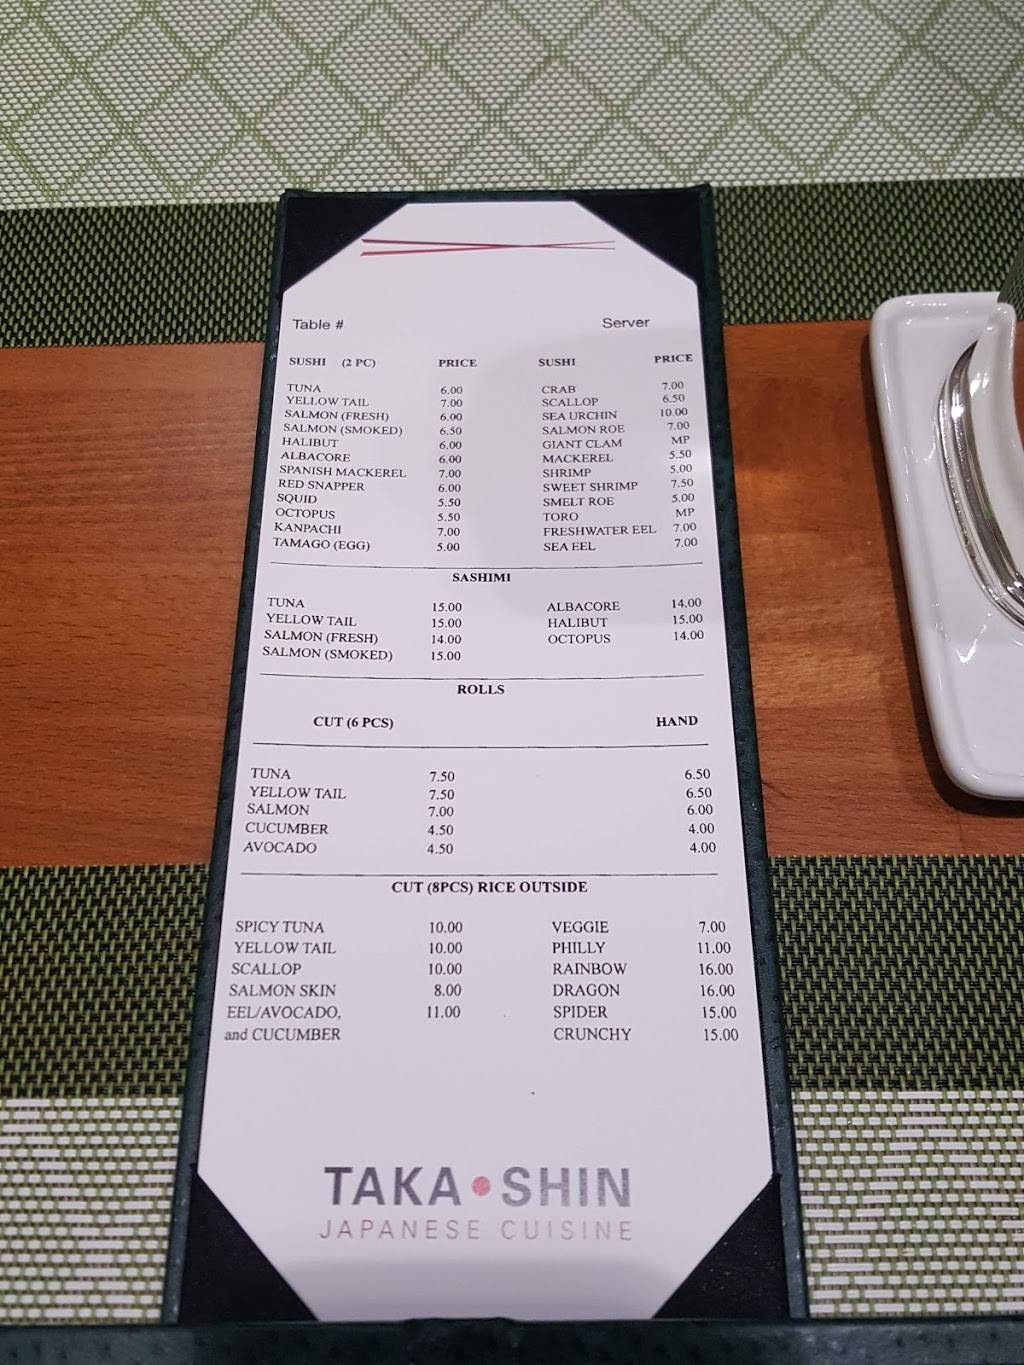 Table # Server
SUSHI (2 PC) PRICE SUSHI PRICE
TUNA 6.00 CRAB 7.00
YELLOW TAIL 7.00 SCALLOP 6.50
SALMON (FRESH) 6.00 SEA URCHIN 10.00
SALMON (SMOKED) 6.50 SALMON ROE 7.00
HALIBUT 6.00 GIANT CLAM MP
ALBACORE 6.00 MACKEREL 5.50
SPANISH MACKEREL 7.00 SHRIMP 5.00
RED SNAPPER 6.00 SWEET SHRIMP 7.50
SQUID 5.50 SMELT ROE 5.00
OCTOPUS 5.50 TORO MP
KANPACHI 7.00 FRESHWATER EEL 7.00
TAMAGO (EGG) 5.00 SEA EEL 7.00
SASHIMI
TUNA 15.00 ALBACORE 14.00
YELLOW TAIL 15.00 HALIBUT 15.00
SALMON (FRESH) 14.00 OCTOPUS 14.00
SALMON (SMOKED) 15.00
ROLLS
CUT (6 PCS) HAND
TUNA 7.50 6.50
YELLOW TAIL 7.50 6.50
SALMON 7.00 6.00
CUCUMBER 4.50 4.00
AVOCADO 4.50 4.00
CUT (8PCS) RICE OUTSIDE
SPICY TUNA 10.00 VEGGIE 7.00
YELLOW TAIL 10.00 PHILLY 11.00
SCALLOP 10.00 RAINBOW 16.00
SALMON SKIN 8.00 DRAGON 16.00
EEL/AVOCADO, 11.00 SPIDER 15.00
and CUCUMBER CRUNCHY 15.00
TAKA • SHIN
JAPANESE CUISINE